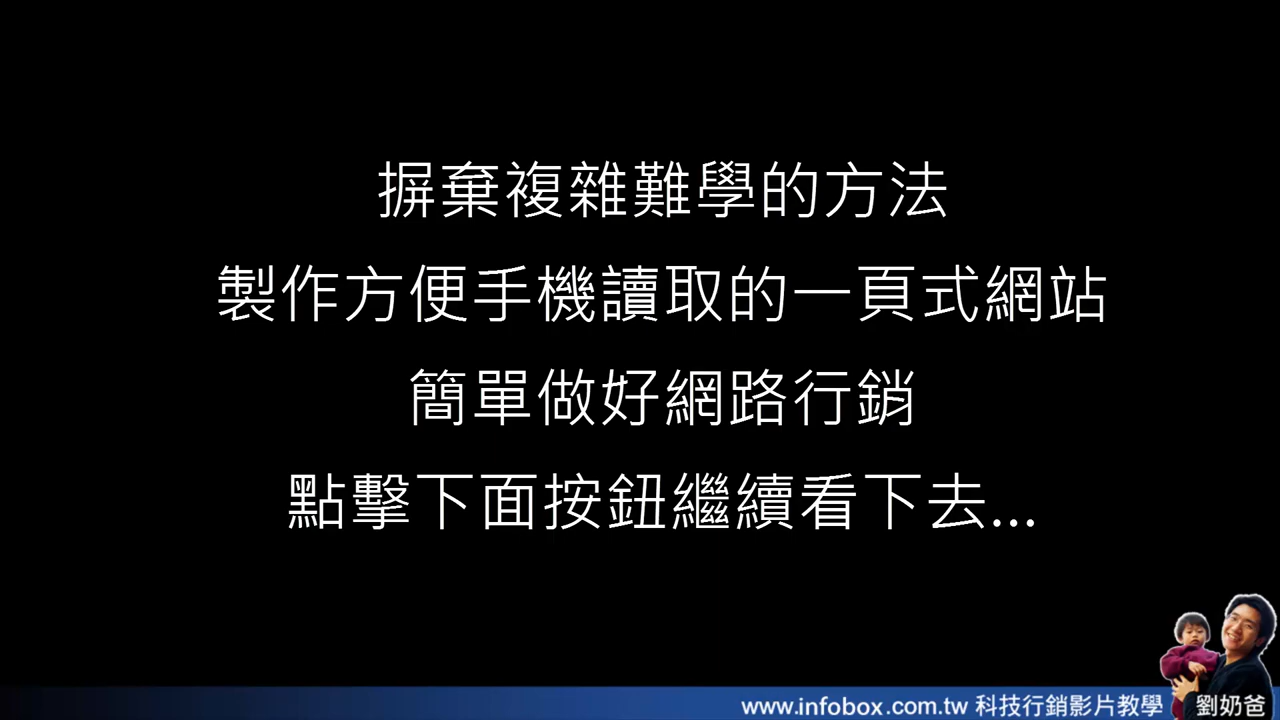 摒棄複雜難學的方法
製作方便手機讀取的一頁式網站
簡單做好網路行銷
點擊下面按鈕繼續看下去...
www.infobox.com.tw 科技行銷影片教學
劉奶爸